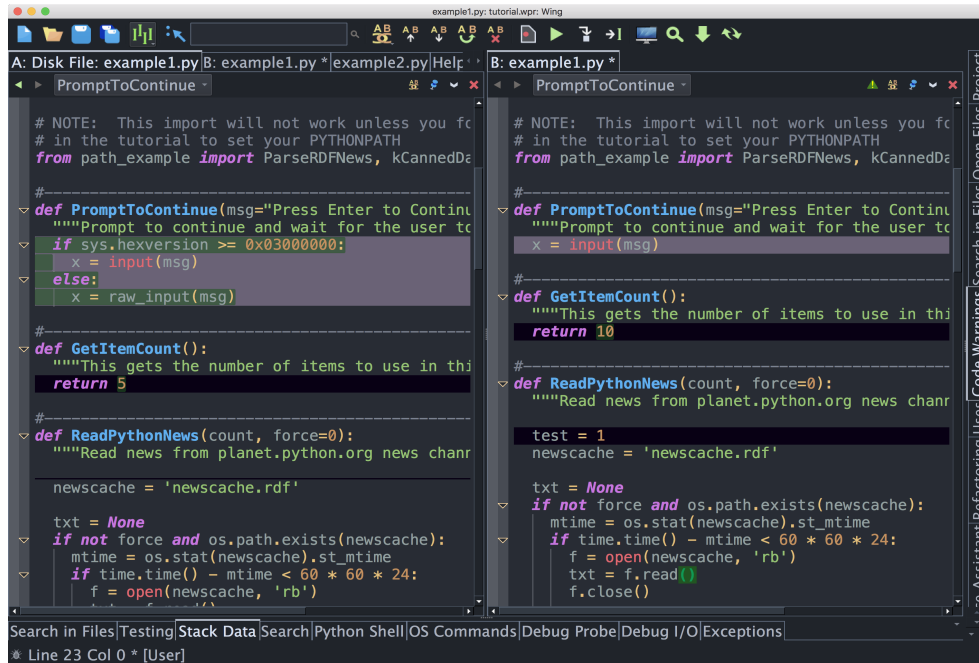 example1.py: tutorial.wpr: Wing
A: Disk File: example1.py B: example1.py * example2.py Help
B: example1.py *
PromptToContinue
# NOTE:  This import will not work unless you fo
# in the tutorial to set your PYTHONPATH
from path_example import ParseRDFNews, kCannedDa
#
def PromptToContinue(msg="Press Enter to Continu
"""Prompt to continue and wait for the user to
if sys.hexversion >= 0x03000000:
x = input(msg)
else:
x = raw_input(msg)
#
def GetItemCount():
"""This gets the number of items to use in thi
return 5
#
def ReadPythonNews(count, force=0):
"""Read news from planet.python.org news chann
newscache = 'newscache.rdf'
txt = None
if not force and os.path.exists(newscache):
mtime = os.stat(newscache).st_mtime
if time.time() - mtime < 60 * 60 * 24:
f = open(newscache, 'rb')
PromptToContinue
# NOTE:  This import will not work unless you fo
# in the tutorial to set your PYTHONPATH
from path_example import ParseRDFNews, kCannedDa
#
def PromptToContinue(msg="Press Enter to Continu
"""Prompt to continue and wait for the user to
x = input(msg)
#
def GetItemCount():
"""This gets the number of items to use in thi
return 10
#
def ReadPythonNews(count, force=0):
"""Read news from planet.python.org news chann
test = 1
newscache = 'newscache.rdf'
txt = None
if not force and os.path.exists(newscache):
mtime = os.stat(newscache).st_mtime
if time.time() - mtime < 60 * 60 * 24:
f = open(newscache, 'rb')
txt = f.read()
f.close()
Project
Open Files
Search in Files
Code Warnings
Uses
Refactoring
Assistant
Search in Files Testing Stack Data Search Python Shell OS Commands Debug Probe Debug I/O Exceptions
Line 23 Col 0 * [User]